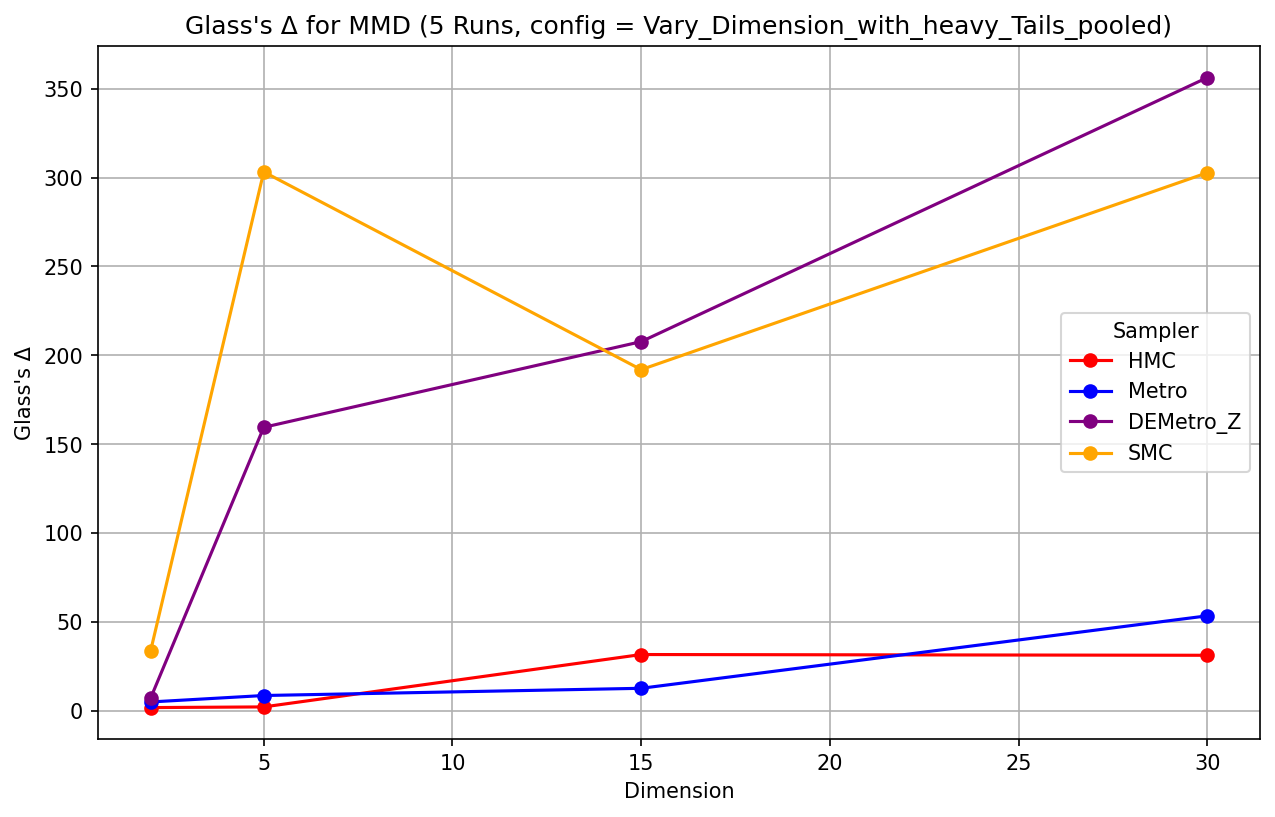 Glass's Δ for MMD (5 Runs, config = Vary_Dimension_with_heavy_Tails_pooled)
Glass's Δ
350
300
250
200
150
100
50
0
Sampler
HMC
Metro
DEMetro_Z
SMC
5
10
15
20
25
30
Dimension